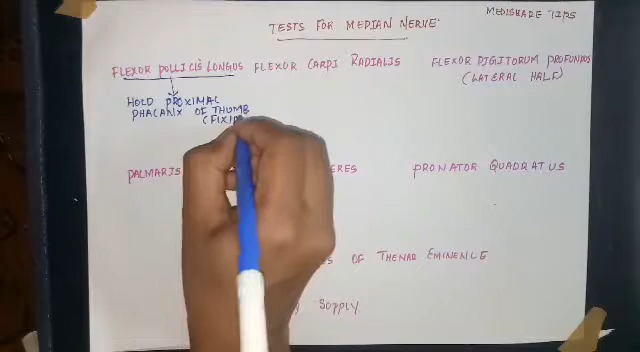 MEDISHARE TIPS
TESTS FOR MEDIAN NERVE
FLEXOR POLLICIS LONGUS
FLEXOR CARPI RADIALIS
FLEXOR DIGITORUM PROFUNDUS
(LATERAL HALF)
HOLD PROXIMAL
PHALANX OF THUMB
PALMARIS
PRONATOR QUADRATUS
OF THENAR EMINENCE
SUPPLY